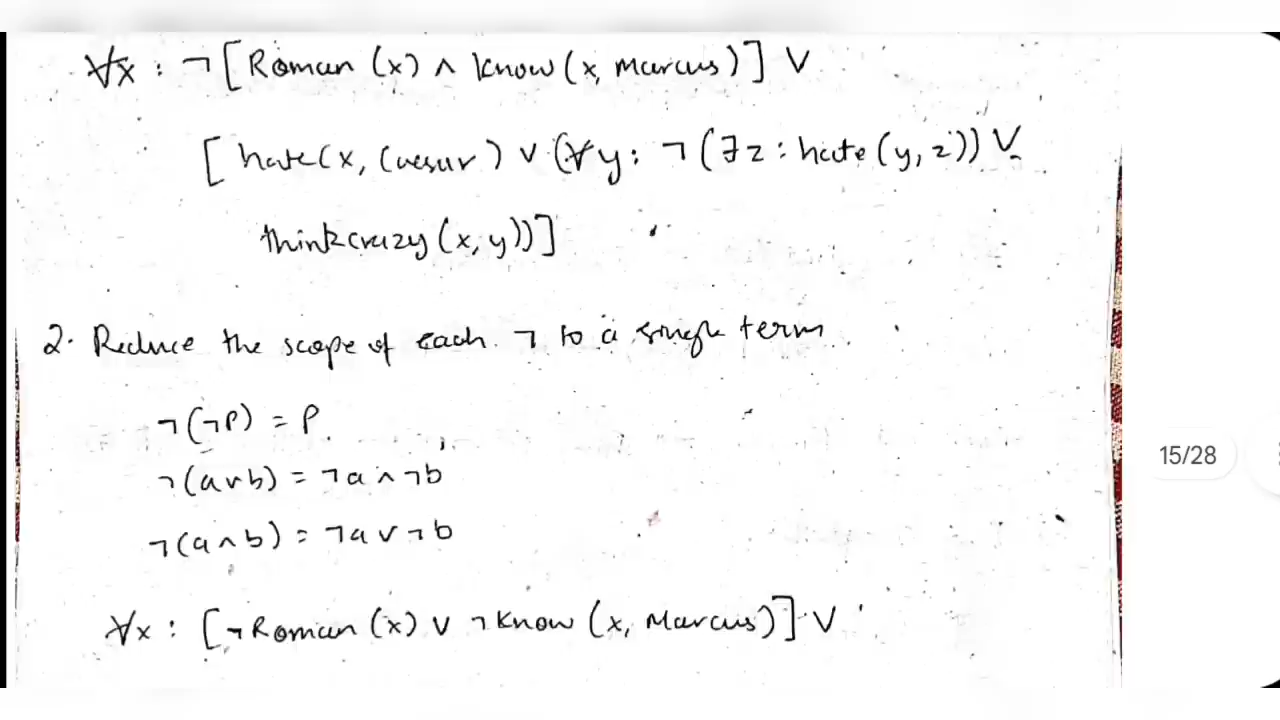 ∀x : ¬ [Roman (x) ∧ know (x, Marcus)] ∨
[hate (x, Caesar) ∨ (∀y : ¬ (∃z : hate (y, z)) ∨
thinkcrazy (x, y))]
2. Reduce the scope of each ¬ to a single term
¬(¬P) = P.
¬(a∨b) = ¬a ∧ ¬b
¬(a∧b) = ¬a ∨ ¬b
15/28
∀x : [¬Roman (x) ∨ ¬Know (x, Marcus)] ∨